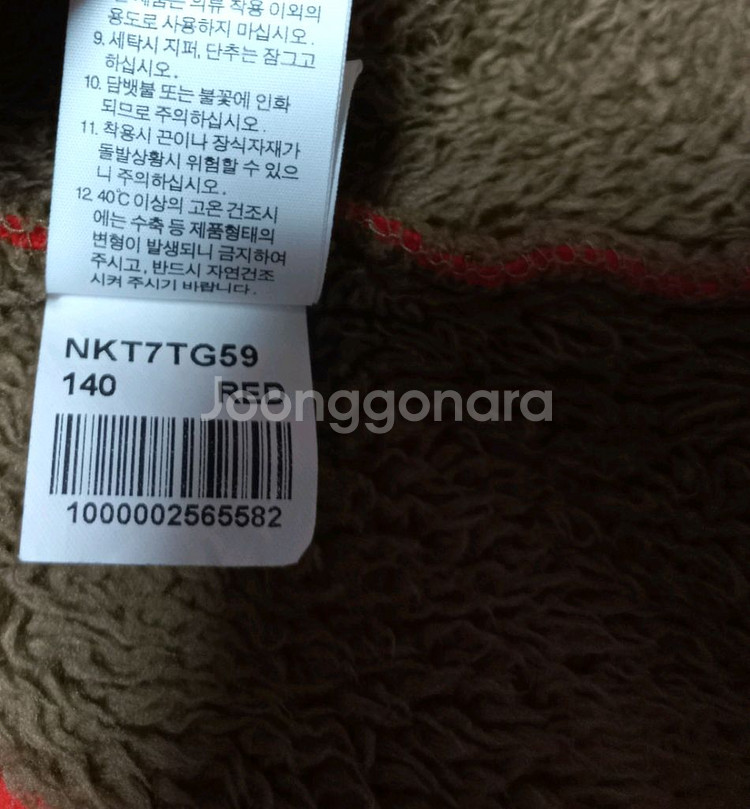 제품은 의류 착용 이외의
용도로 사용하지 마십시오.
9. 세탁시 지퍼, 단추는 잠그고
하십시오.
10. 담뱃불 또는 불꽃에 인화
되므로 주의하십시오.
11. 착용시 끈이나 장식자재가
돌발상황시 위험할 수 있으
니 주의하십시오.
12. 40℃ 이상의 고온 건조시
에는 수축 등 제품형태의
변형이 발생되니 금지하여
주시고, 반드시 자연건조
시켜 주시기 바랍니다.
NKT7TG59
140 RED
Joonggonara
1000002565582